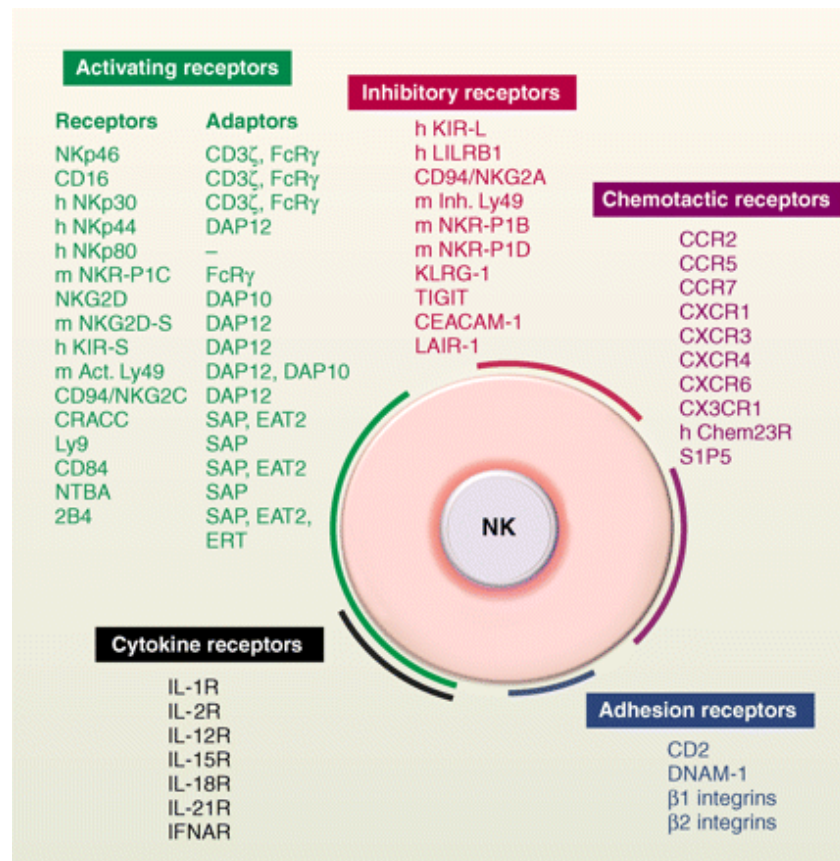 Activating receptors
Receptors Adaptors
NKp46 CD3ζ, FcRγ
CD16 CD3ζ, FcRγ
h NKp30 CD3ζ, FcRγ
h NKp44 DAP12
h NKp80 –
m NKR-P1C FcRγ
NKG2D DAP10
m NKG2D-S DAP12
h KIR-S DAP12
m Act. Ly49 DAP12, DAP10
CD94/NKG2C DAP12
CRACC SAP, EAT2
Ly9 SAP
CD84 SAP, EAT2
NTBA SAP
2B4 SAP, EAT2,
ERT
Inhibitory receptors
h KIR-L
h LILRB1
CD94/NKG2A
m Inh. Ly49
m NKR-P1B
m NKR-P1D
KLRG-1
TIGIT
CEACAM-1
LAIR-1
Chemotactic receptors
CCR2
CCR5
CCR7
CXCR1
CXCR3
CXCR4
CXCR6
CX3CR1
h Chem23R
S1P5
NK
Cytokine receptors
IL-1R
IL-2R
IL-12R
IL-15R
IL-18R
IL-21R
IFNAR
Adhesion receptors
CD2
DNAM-1
β1 integrins
β2 integrins